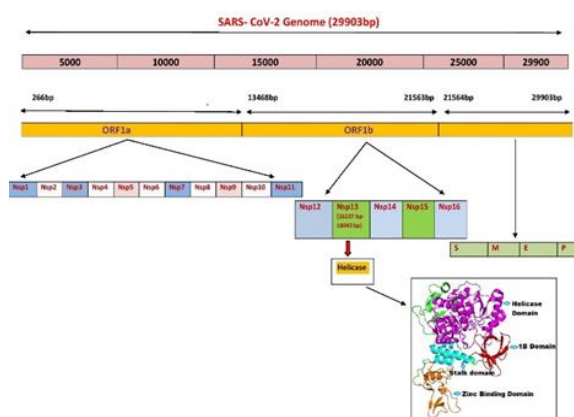 SARS- CoV-2 Genome (29903bp)
5000 10000 15000 20000 25000 29900
266bp 13468bp 21563bp 21564bp 29903bp
ORF1a ORF1b
Nsp1 Nsp2 Nsp3 Nsp4 Nsp5 Nsp6 Nsp7 Nsp8 Nsp9 Nsp10 Nsp11
Nsp12 Nsp13 Nsp14 Nsp15 Nsp16
S M E P
Helicase
Helicase
Domain
1B Domain
Stalk domain
Zinc Binding Domain